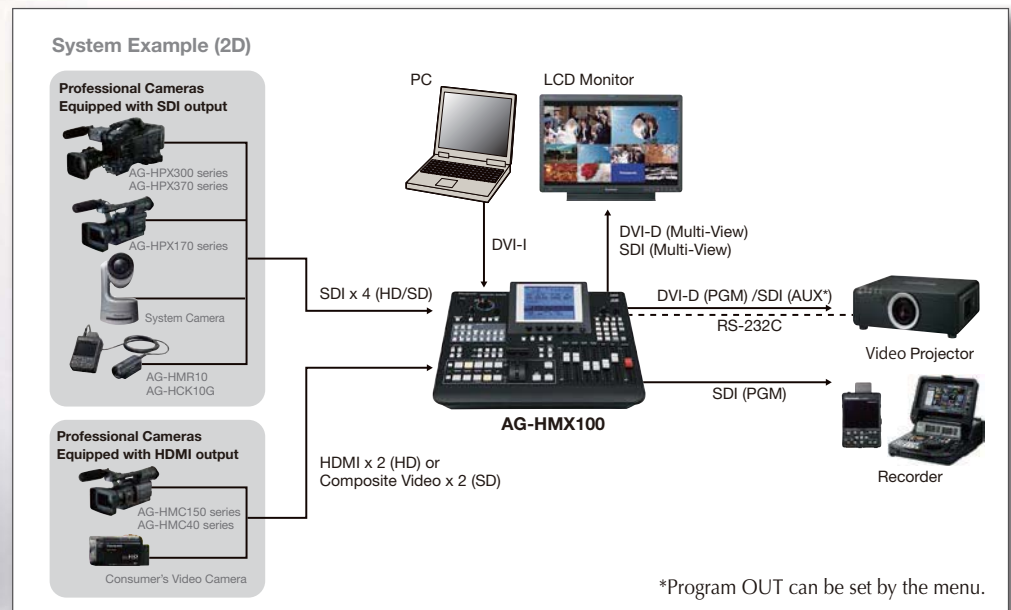 System Example (2D)
Professional Cameras
Equipped with SDI output
AG-HPX300 series
AG-HPX370 series
AG-HPX170 series
System Camera
AG-HMR10
AG-HCK10G
Professional Cameras
Equipped with HDMI output
AG-HMC150 series
AG-HMC40 series
Consumer's Video Camera
PC
LCD Monitor
DVI-I
DVI-D (Multi-View)
SDI (Multi-View)
SDI x 4 (HD/SD)
HDMI x 2 (HD) or
Composite Video x 2 (SD)
AG-HMX100
DVI-D (PGM) /SDI (AUX*)
RS-232C
Video Projector
SDI (PGM)
Recorder
*Program OUT can be set by the menu.